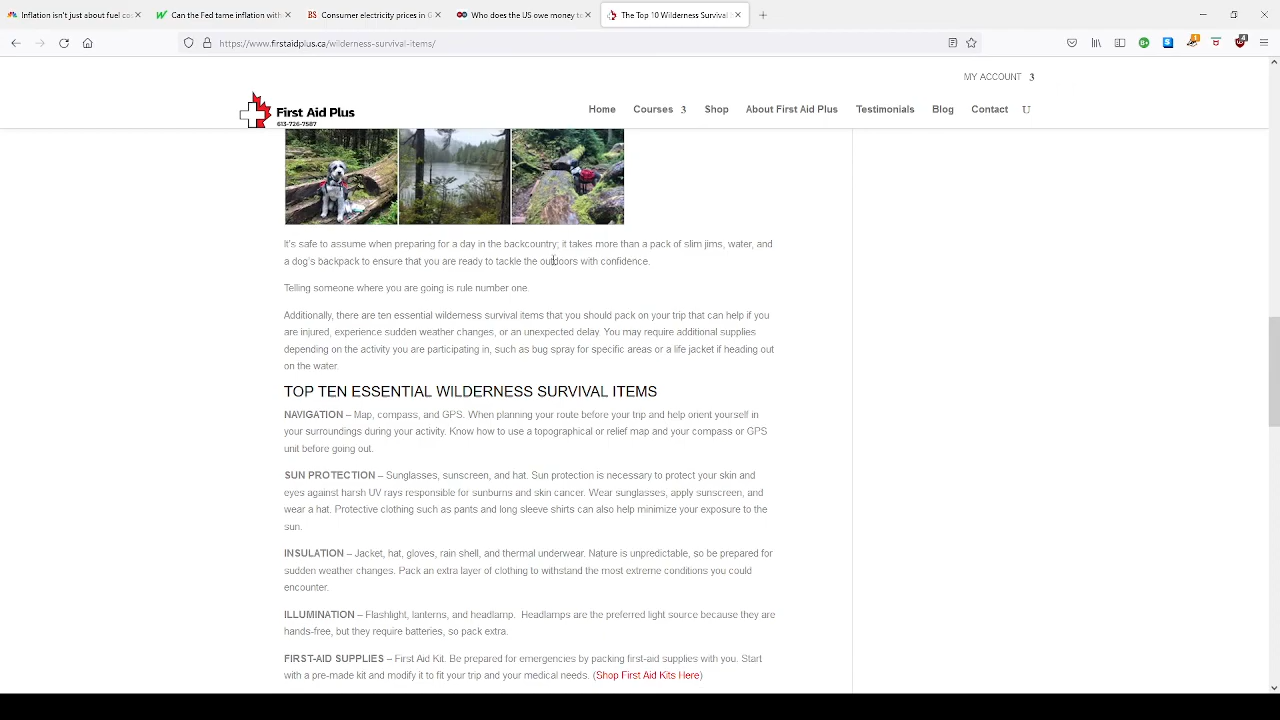 Inflation isn't just about fuel co
Can the Fed tame inflation with
Consumer electricity prices in G
Who does the US owe money to
The Top 10 Wilderness Survival
https://www.firstaidplus.ca/wilderness-survival-items/
MY ACCOUNT 3
First Aid Plus
613-726-7587
Home
Courses 3
Shop
About First Aid Plus
Testimonials
Blog
Contact
U
It's safe to assume when preparing for a day in the backcountry; it takes more than a pack of slim jims, water, and
a dog's backpack to ensure that you are ready to tackle the outdoors with confidence.
Telling someone where you are going is rule number one.
Additionally, there are ten essential wilderness survival items that you should pack on your trip that can help if you
are injured, experience sudden weather changes, or an unexpected delay. You may require additional supplies
depending on the activity you are participating in, such as bug spray for specific areas or a life jacket if heading out
on the water.
TOP TEN ESSENTIAL WILDERNESS SURVIVAL ITEMS
NAVIGATION – Map, compass, and GPS. When planning your route before your trip and help orient yourself in
your surroundings during your activity. Know how to use a topographical or relief map and your compass or GPS
unit before going out.
SUN PROTECTION – Sunglasses, sunscreen, and hat. Sun protection is necessary to protect your skin and
eyes against harsh UV rays responsible for sunburns and skin cancer. Wear sunglasses, apply sunscreen, and
wear a hat. Protective clothing such as pants and long sleeve shirts can also help minimize your exposure to the
sun.
INSULATION – Jacket, hat, gloves, rain shell, and thermal underwear. Nature is unpredictable, so be prepared for
sudden weather changes. Pack an extra layer of clothing to withstand the most extreme conditions you could
encounter.
ILLUMINATION – Flashlight, lanterns, and headlamp. Headlamps are the preferred light source because they are
hands-free, but they require batteries, so pack extra.
FIRST-AID SUPPLIES – First Aid Kit. Be prepared for emergencies by packing first-aid supplies with you. Start
with a pre-made kit and modify it to fit your trip and your medical needs. (Shop First Aid Kits Here)